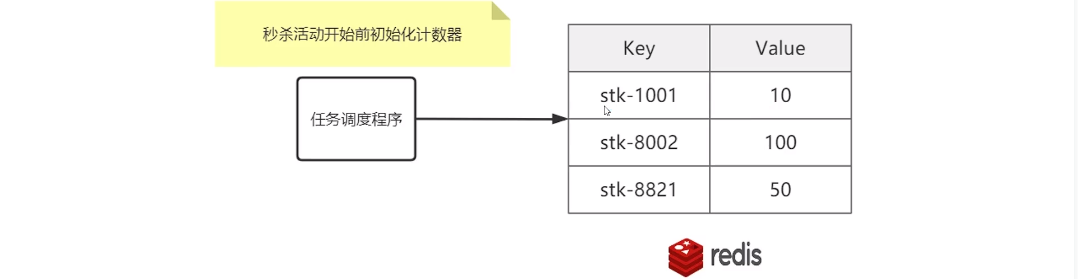 秒杀活动开始前初始化计数器
Key Value
任务调度程序
stk-1001 10
stk-8002 100
stk-8821 50
redis